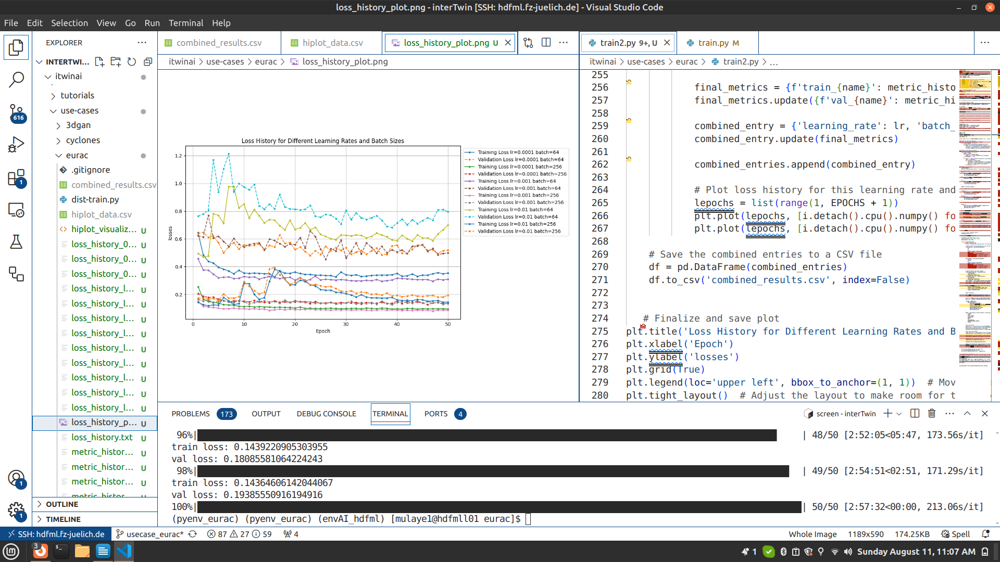 loss_history_plot.png - interTwin [SSH: hdfml.fz-juelich.de] - Visual Studio Code
File Edit Selection View Go Run Terminal Help
EXPLORER
INTERTWI...
itwinai
tutorials
use-cases
3dgan
cyclones
eurac
.gitignore
combined_results.csv
dist-train.py
hiplot_data.csv
hiplot_visualiz... U
loss_history_0... U
loss_history_0... U
loss_history_0... U
loss_history_l... U
loss_history_l... U
loss_history_l... U
loss_history_l... U
loss_history_l... U
loss_history_l... U
loss_history_l... U
loss_history_l... U
loss_history_l... U
loss_history_p... U
loss_history.txt U
metric_histor... U
metric_histor... U
metric_histor... U
metric_histor... U
OUTLINE
TIMELINE
616
1
1
1
combined_results.csv hiplot_data.csv loss_history_plot.png U
itwinai > use-cases > eurac > loss_history_plot.png
Loss History for Different Learning Rates and Batch Sizes
losses
1.2
1.0
0.8
0.6
0.4
0.2
0 10 20 30 40 50
Epoch
Training Loss lr=0.0001 batch=64
Validation Loss lr=0.0001 batch=64
Training Loss lr=0.0001 batch=256
Validation Loss lr=0.0001 batch=256
Training Loss lr=0.001 batch=64
Validation Loss lr=0.001 batch=64
Training Loss lr=0.001 batch=256
Validation Loss lr=0.001 batch=256
Training Loss lr=0.01 batch=64
Validation Loss lr=0.01 batch=64
Training Loss lr=0.01 batch=256
Validation Loss lr=0.01 batch=256
train2.py 9+, U train.py M
itwinai > use-cases > eurac > train2.py > ...
255
256 final_metrics = {f'train_{name}': metric_histo
257 final_metrics.update({f'val_{name}': metric_hi
258
259 combined_entry = {'learning_rate': lr, 'batch_
260 combined_entry.update(final_metrics)
261
262 combined_entries.append(combined_entry)
263
264 # Plot loss history for this learning rate and
265 lepochs = list(range(1, EPOCHS + 1))
266 plt.plot(lepochs, [i.detach().cpu().numpy() fo
267 plt.plot(lepochs, [i.detach().cpu().numpy() fo
268
269 # Save the combined entries to a CSV file
270 df = pd.DataFrame(combined_entries)
271 df.to_csv('combined_results.csv', index=False)
272
273
274 # Finalize and save plot
275 plt.title('Loss History for Different Learning Rates and B
276 plt.xlabel('Epoch')
277 plt.ylabel('losses')
278 plt.grid(True)
279 plt.legend(loc='upper left', bbox_to_anchor=(1, 1)) # Mov
280 plt.tight_layout() # Adjust the layout to make room for t
PROBLEMS 173 OUTPUT DEBUG CONSOLE TERMINAL PORTS 4 screen - interTwin
96%| | 48/50 [2:52:05<05:47, 173.56s/it]
train loss: 0.1439220905303955
val loss: 0.18085581064224243
98%| | 49/50 [2:54:51<02:51, 171.29s/it]
train loss: 0.14364606142044067
val loss: 0.19385550916194916
100%| | 50/50 [2:57:32<00:00, 213.06s/it]
(pyenv_eurac) (pyenv_eurac) (envAI_hdfml) [mulaye1@hdfmll01 eurac]$
SSH: hdfml.fz-juelich.de usecase_eurac* 87 27 59 4 Whole Image 1189x590 174.25KB Spell
3 1 Sunday August 11, 11:07 AM